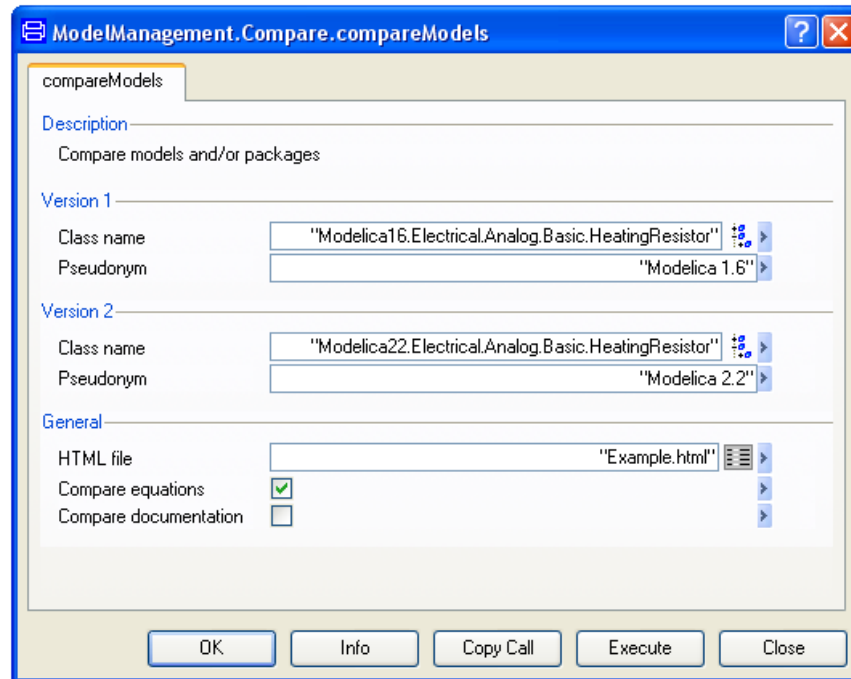 ModelManagement.Compare.compareModels
compareModels
Description
Compare models and/or packages
Version 1
Class name "Modelica16.Electrical.Analog.Basic.HeatingResistor"
Pseudonym "Modelica 1.6"
Version 2
Class name "Modelica22.Electrical.Analog.Basic.HeatingResistor"
Pseudonym "Modelica 2.2"
General
HTML file "Example.html"
Compare equations
Compare documentation
OK Info Copy Call Execute Close